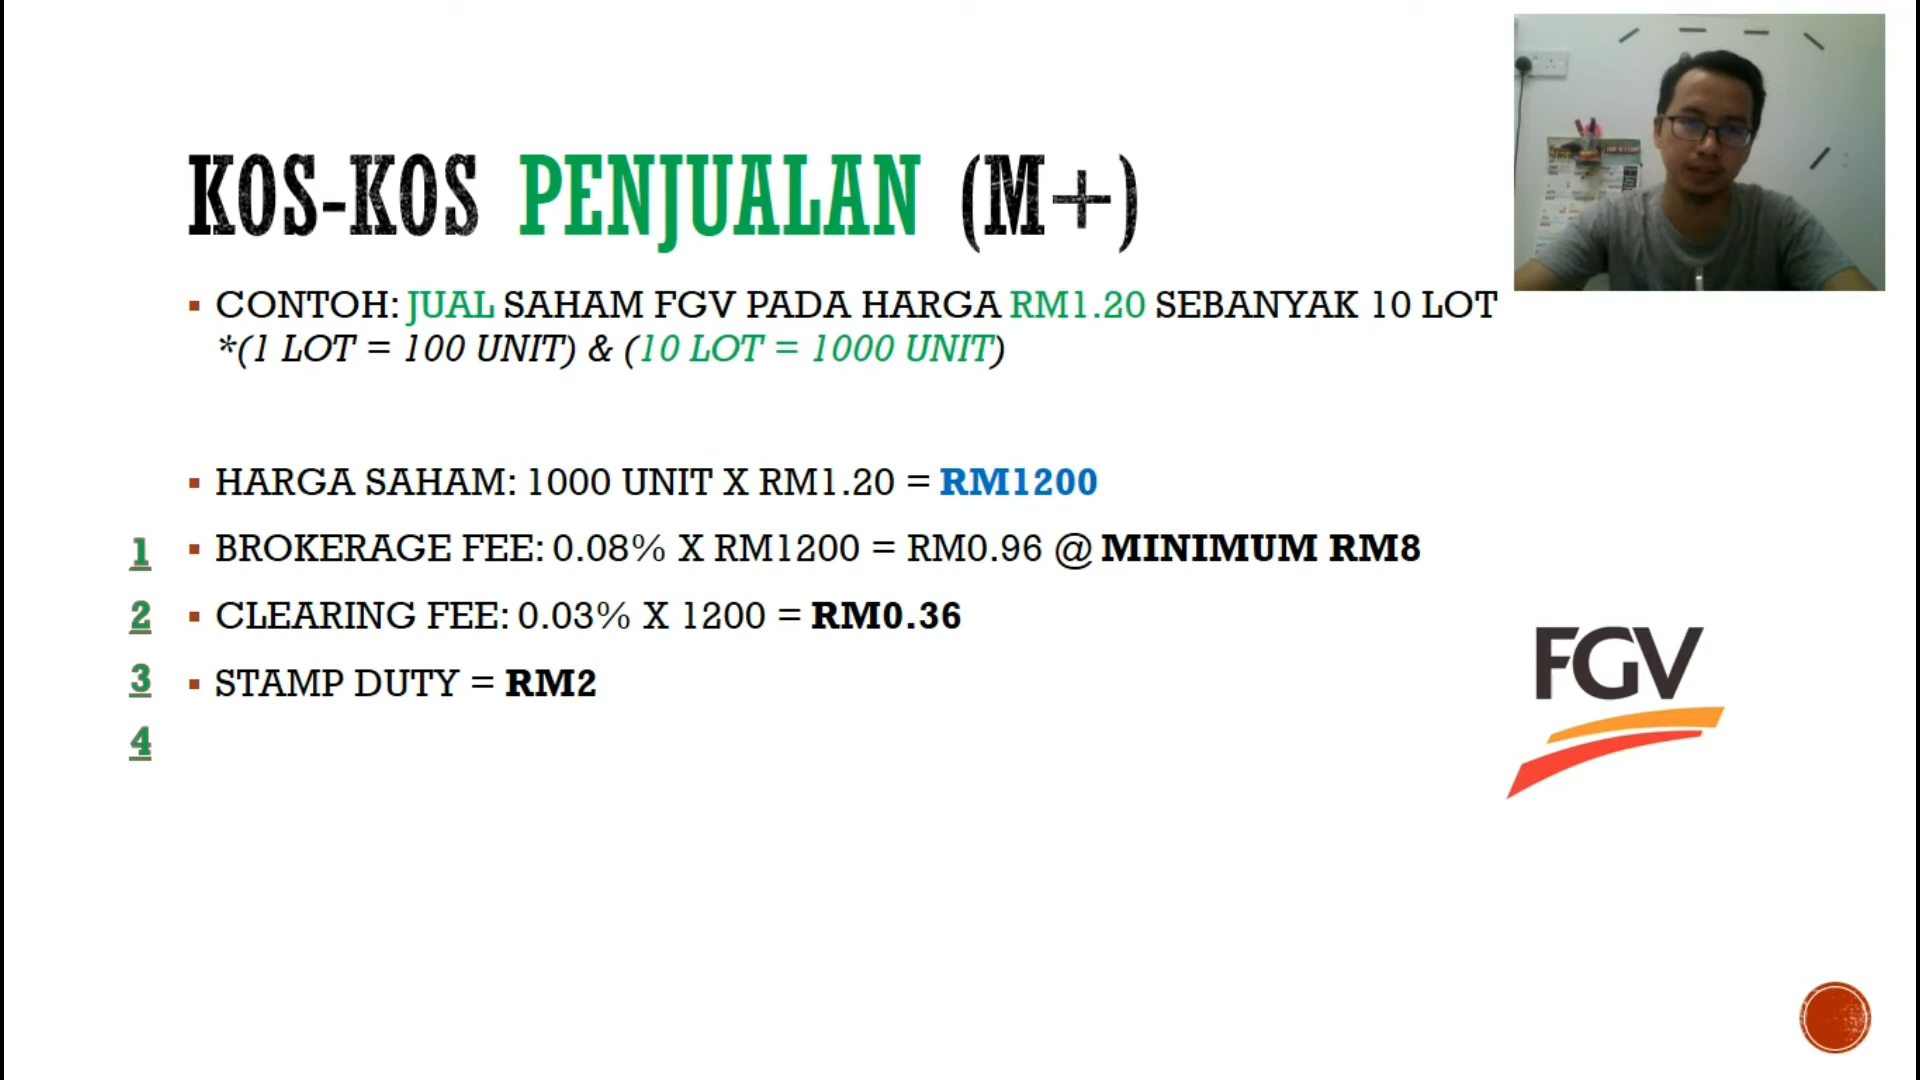 KOS-KOS PENJUALAN (M+)
▪ CONTOH: JUAL SAHAM FGV PADA HARGA RM1.20 SEBANYAK 10 LOT
*(1 LOT = 100 UNIT) & (10 LOT = 1000 UNIT)
▪ HARGA SAHAM: 1000 UNIT X RM1.20 = RM1200
1 ▪ BROKERAGE FEE: 0.08% X RM1200 = RM0.96 @ MINIMUM RM8
2 ▪ CLEARING FEE: 0.03% X 1200 = RM0.36
3 ▪ STAMP DUTY = RM2
4
FGV